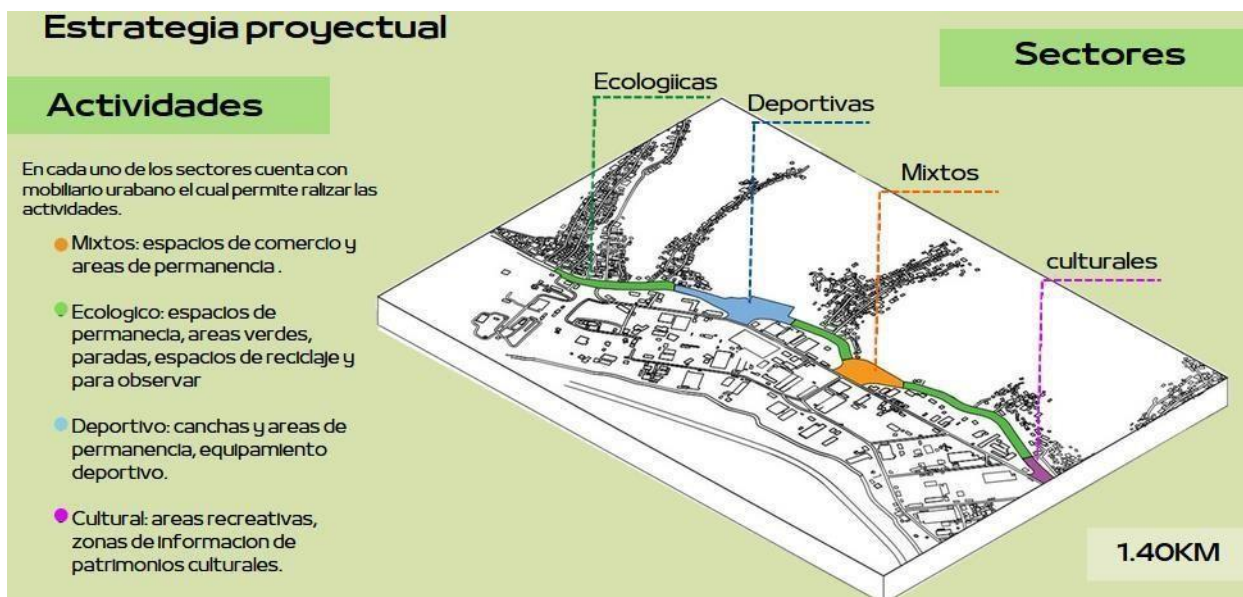 Estrategia proyectual
Sectores
Actividades
Ecologiicas
Deportivas
Mixtos
culturales
En cada uno de los sectores cuenta con
mobiliario urabano el cual permite ralizar las
actividades.
Mixtos: espacios de comercio y
areas de permanencia .
Ecologico: espacios de
permanecia, areas verdes,
paradas, espacios de reciclaje y
para observar
Deportivo: canchas y areas de
permanencia, equipamiento
deportivo.
Cultural: areas recreativas,
zonas de informacion de
patrimonios culturales.
1.40KM